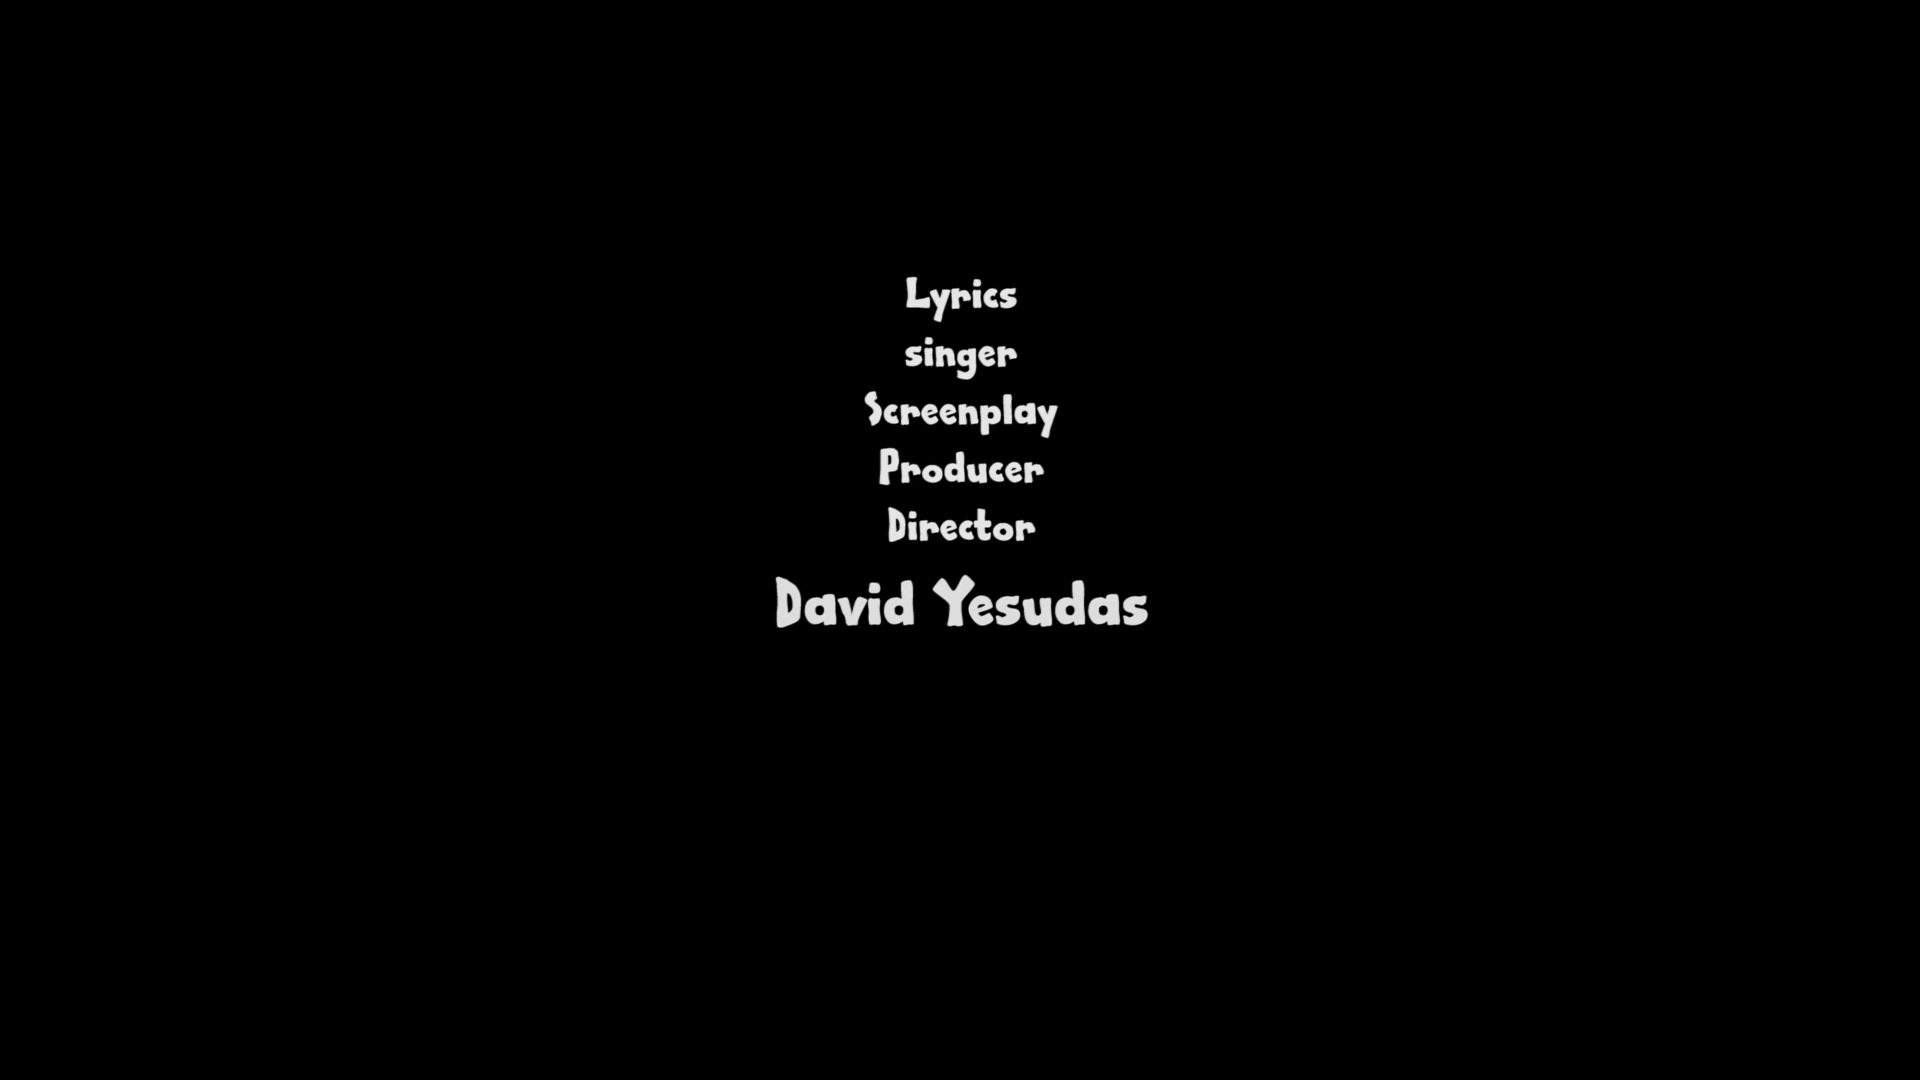 Lyrics
singer
Screenplay
Producer
Director
David Yesudas